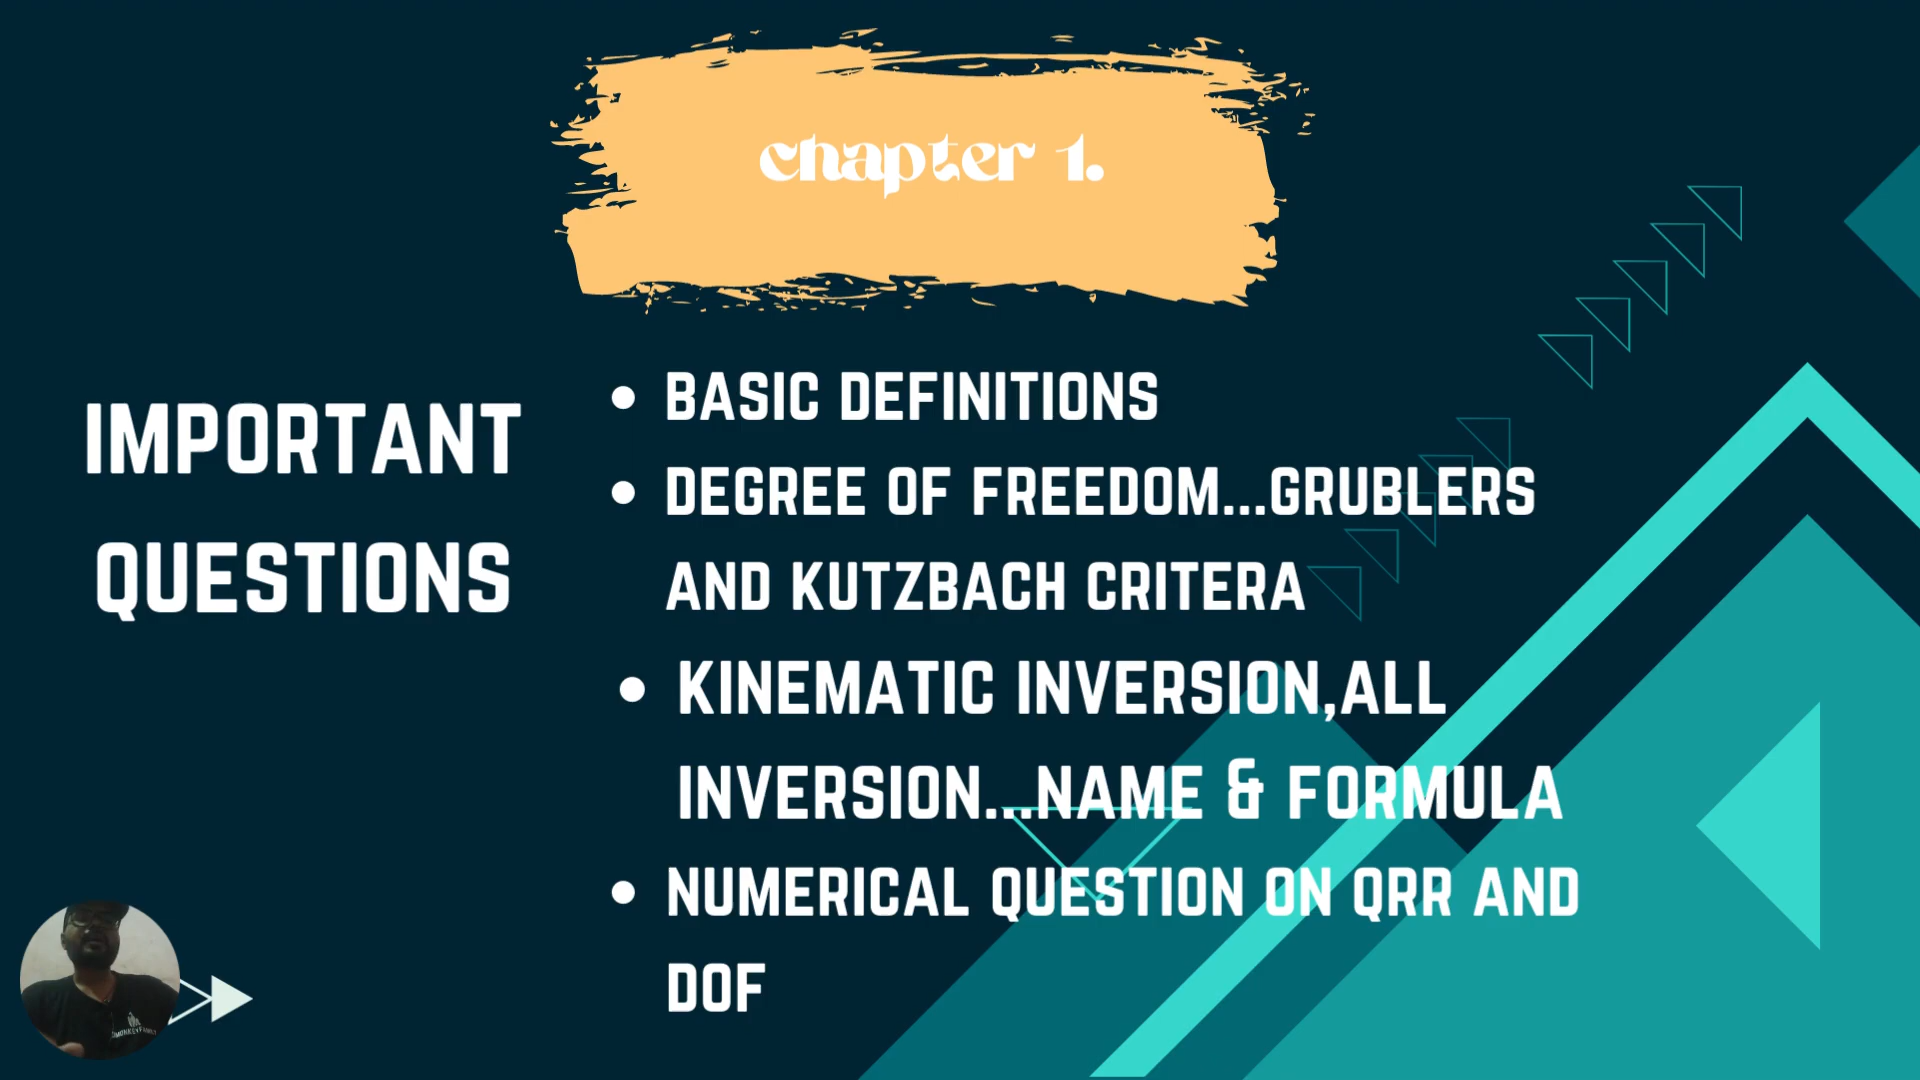 chapter 1.
IMPORTANT
QUESTIONS
• BASIC DEFINITIONS
• DEGREE OF FREEDOM...GRUBLERS
AND KUTZBACH CRITERA
• KINEMATIC INVERSION,ALL
INVERSION...NAME & FORMULA
• NUMERICAL QUESTION ON QRR AND
DOF